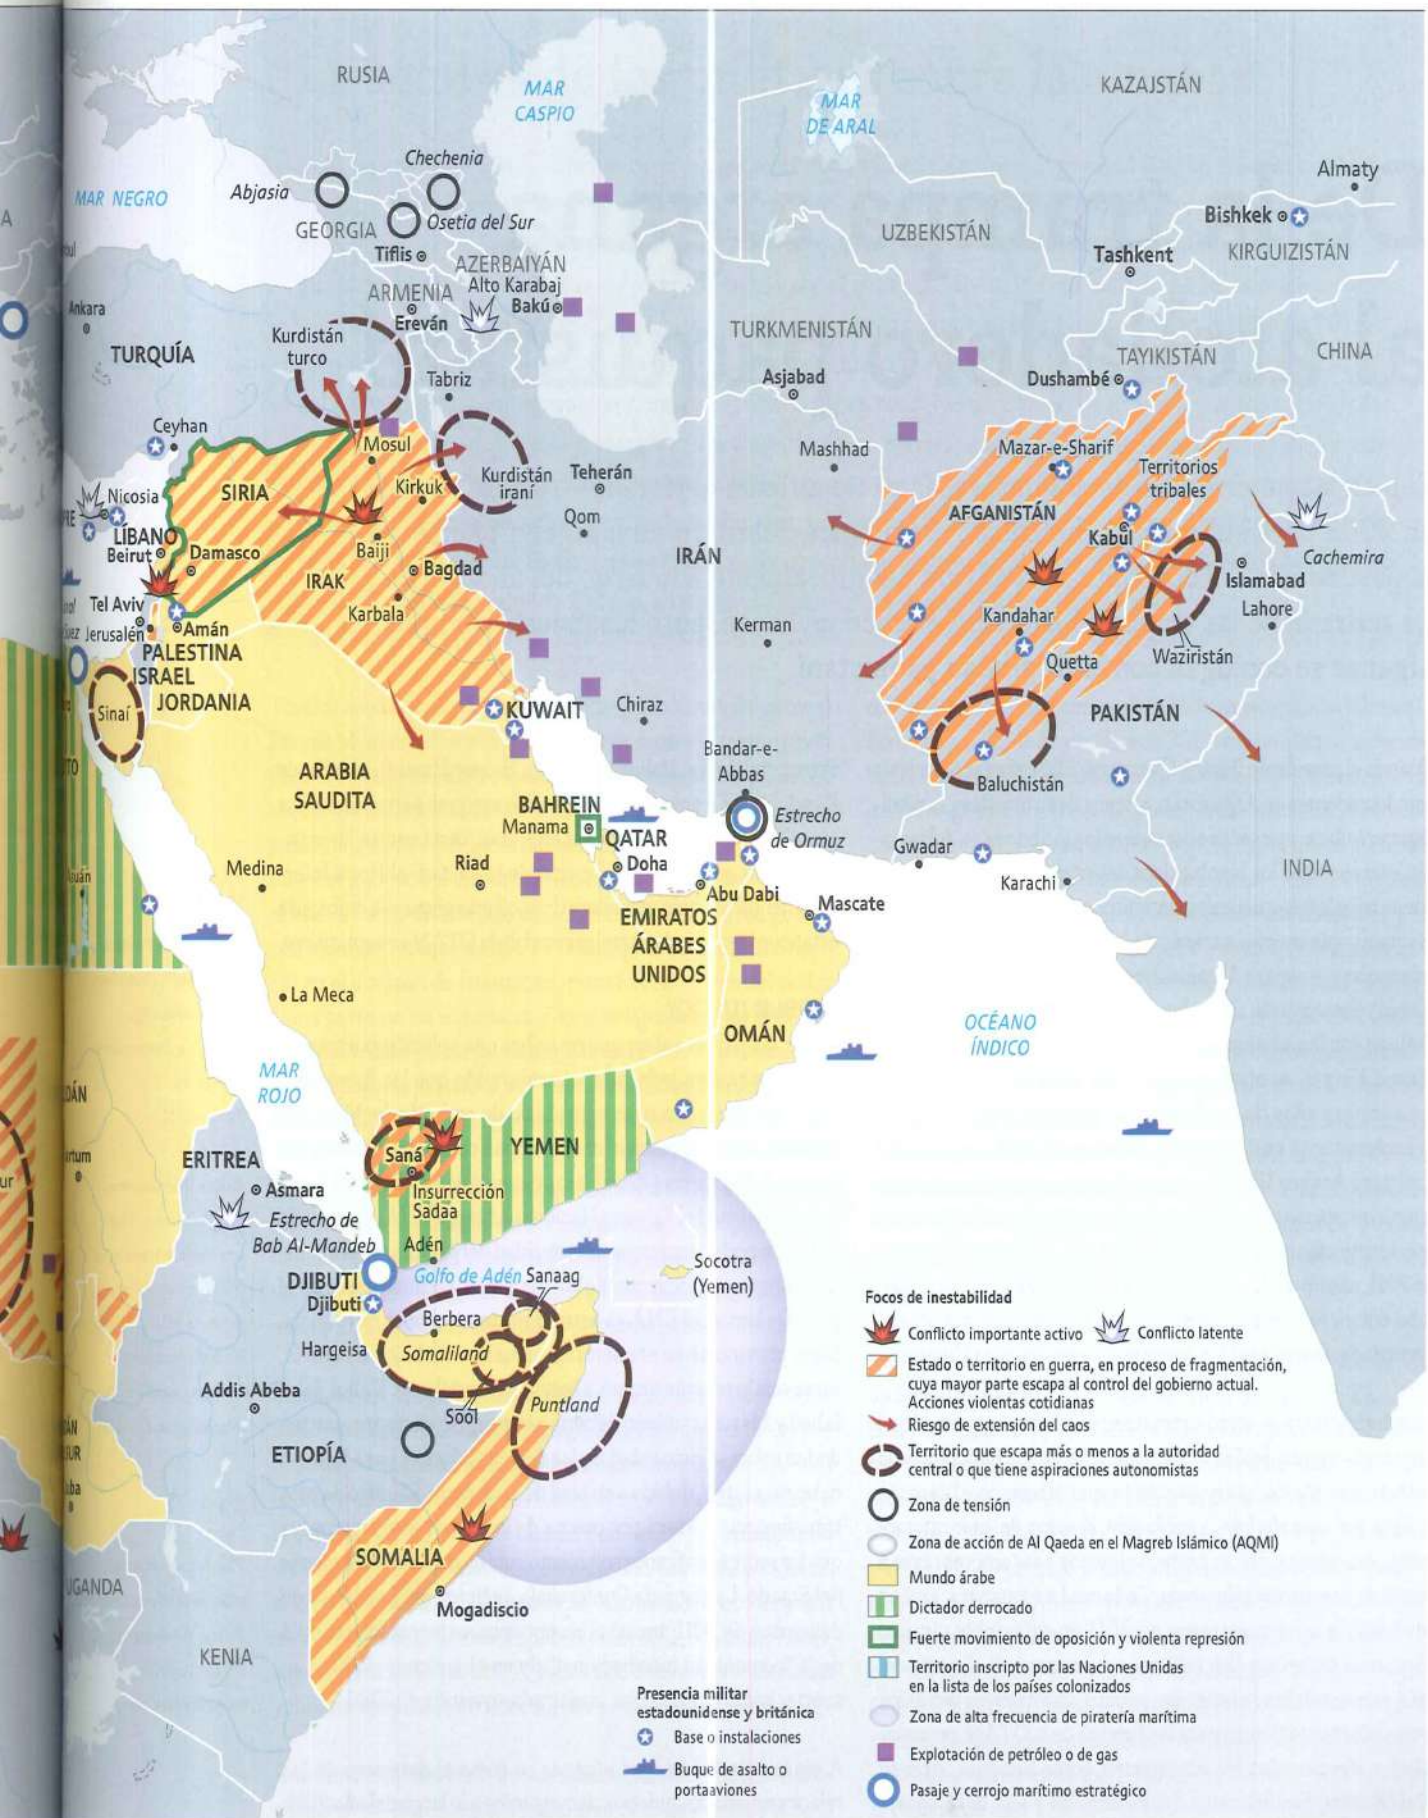 RUSIA
MAR
CASPIO
MAR
DE ARAL
KAZAJSTÁN
Almaty
Chechenia
Abjasia
MAR NEGRO
Osetia del Sur
GEORGIA
Tiflis
UZBEKISTÁN
Bishkek
KIRGUIZISTÁN
Tashkent
AZERBAIYÁN
Alto Karabaj
Bakú
ARMENIA
Ereván
Ankara
TURQUÍA
Kurdistán
turco
TURKMENISTÁN
TAYIKISTÁN
CHINA
Tabriz
Asjabad
Dushambé
Ceyhan
Mosul
Mashhad
Mazar-e-Sharif
Territorios
tribales
Kurdistán
iraní
Teherán
Kirkuk
SIRIA
Nicosia
Qom
AFGANISTÁN
Kabul
LÍBANO
Beirut
Damasco
Baiji
Bagdad
IRÁN
Cachemira
Islamabad
IRAK
Karbala
Tel Aviv
Amán
Jerusalén
Kerman
Kandahar
Lahore
PALESTINA
ISRAEL
JORDANIA
Waziristán
Quetta
Sinaí
KUWAIT
Chiraz
PAKISTÁN
Bandar-e-
Abbas
ARABIA
SAUDITA
Baluchistán
BAHREIN
Manama
Estrecho
de Ormuz
QATAR
Doha
Gwadar
Karachi
INDIA
Medina
Riad
Abu Dabi
Mascate
EMIRATOS
ÁRABES
UNIDOS
La Meca
OMÁN
OCÉANO
ÍNDICO
MAR
ROJO
YEMEN
Saná
Insurrección
Sadaa
ERITREA
Asmara
Estrecho de
Bab Al-Mandeb
Adén
Golfo de Adén
Sanaag
Socotra
(Yemen)
DJIBUTI
Djibuti
Berbera
Hargeisa
Somaliland
Addis Abeba
Sool
Puntland
ETIOPÍA
SOMALIA
Mogadiscio
UGANDA
KENIA
Focos de inestabilidad
Conflicto importante activo
Conflicto latente
Estado o territorio en guerra, en proceso de fragmentación,
cuya mayor parte escapa al control del gobierno actual.
Acciones violentas cotidianas
Riesgo de extensión del caos
Territorio que escapa más o menos a la autoridad
central o que tiene aspiraciones autonomistas
Zona de tensión
Zona de acción de Al Qaeda en el Magreb Islámico (AQMI)
Mundo árabe
Dictador derrocado
Fuerte movimiento de oposición y violenta represión
Territorio inscripto por las Naciones Unidas
en la lista de los países colonizados
Zona de alta frecuencia de piratería marítima
Explotación de petróleo o de gas
Pasaje y cerrojo marítimo estratégico
Presencia militar
estadounidense y británica
Base o instalaciones
Buque de asalto o
portaaviones